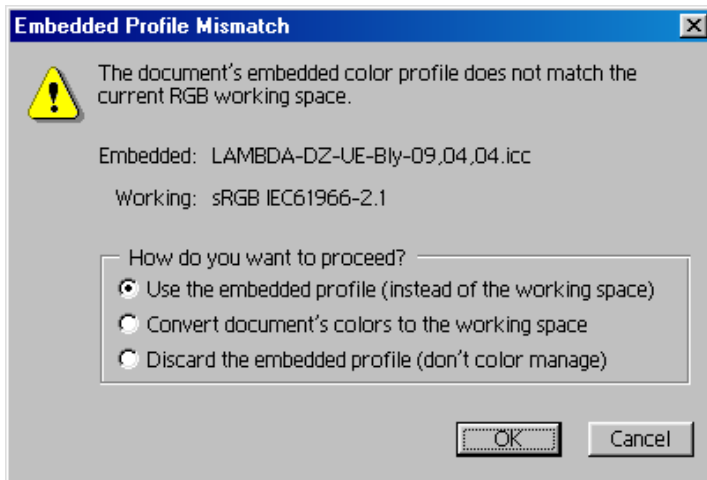 Embedded Profile Mismatch
The document's embedded color profile does not match the
current RGB working space.
Embedded: LAMBDA-DZ-UE-Bly-09,04,04.icc
Working: sRGB IEC61966-2.1
How do you want to proceed?
Use the embedded profile (instead of the working space)
Convert document's colors to the working space
Discard the embedded profile (don't color manage)
OK Cancel